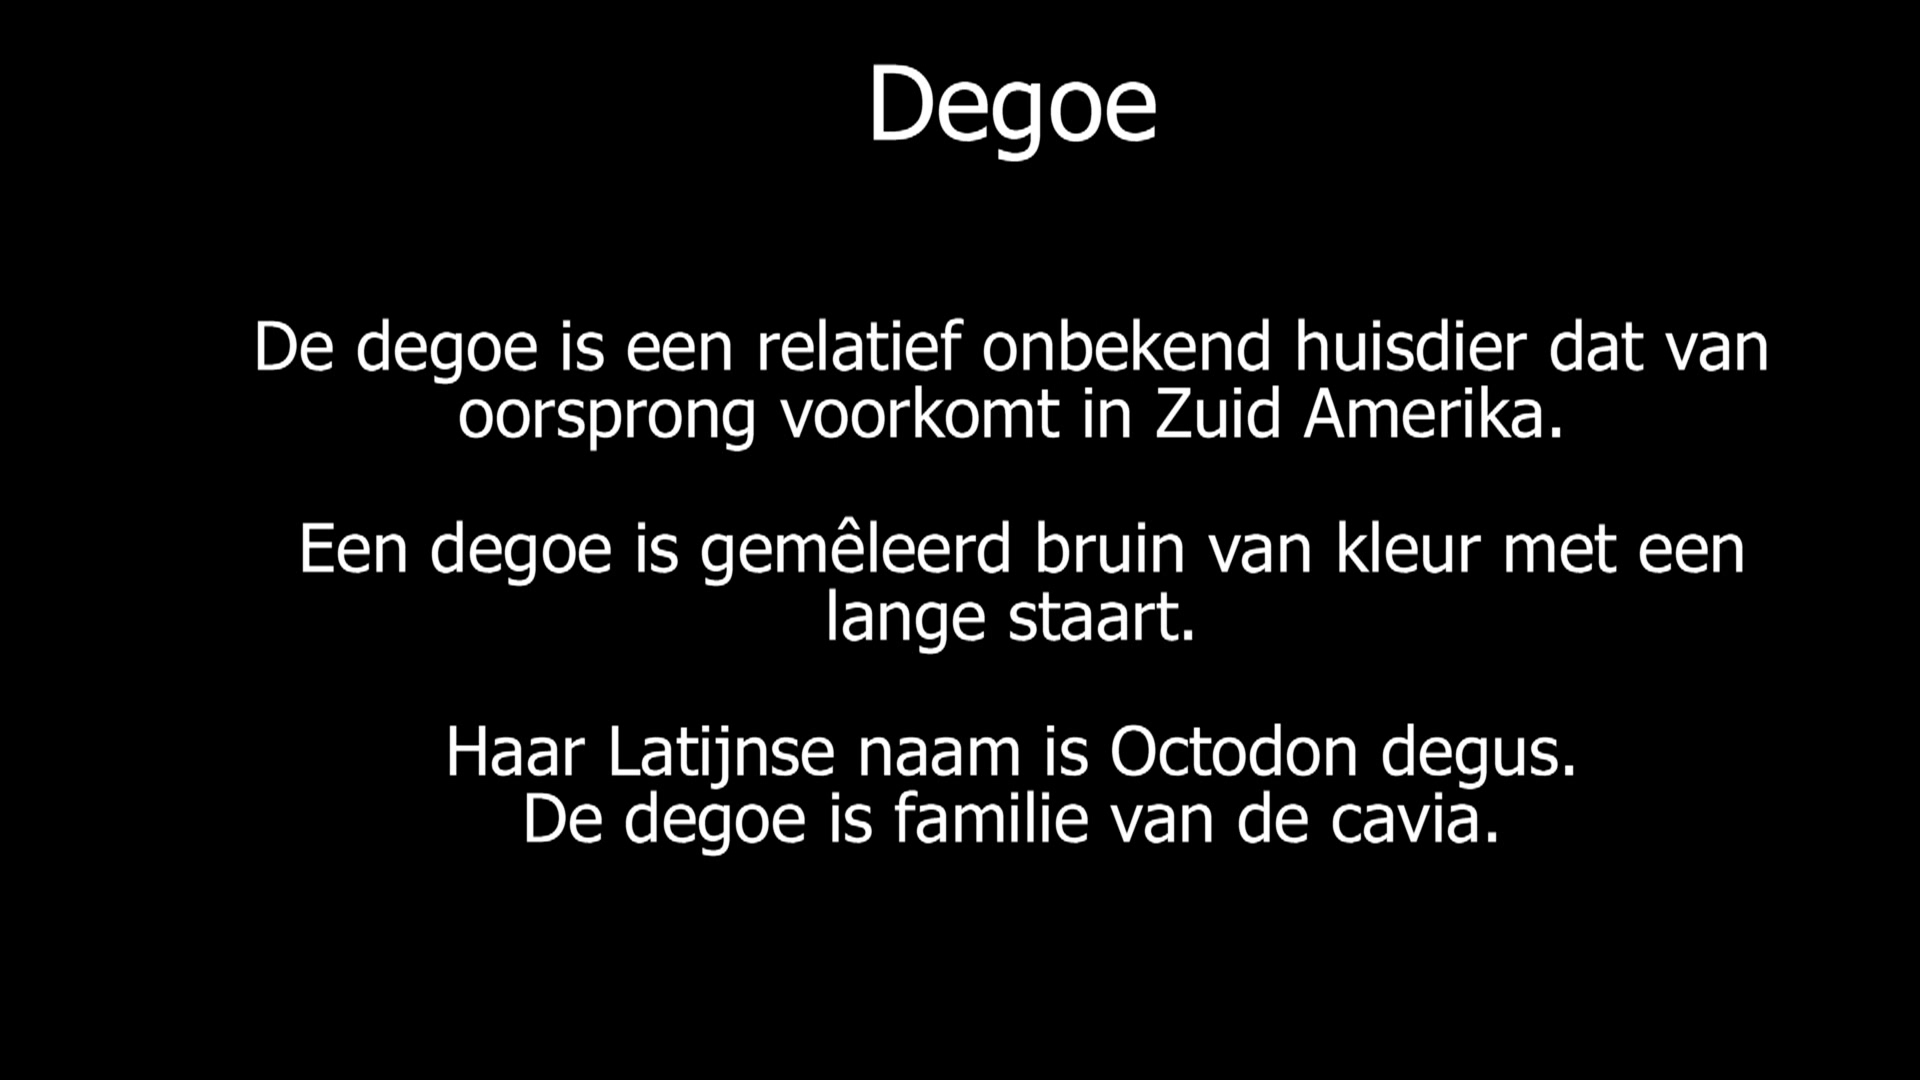 Degoe
De degoe is een relatief onbekend huisdier dat van
oorsprong voorkomt in Zuid Amerika.
Een degoe is gemêleerd bruin van kleur met een
lange staart.
Haar Latijnse naam is Octodon degus.
De degoe is familie van de cavia.